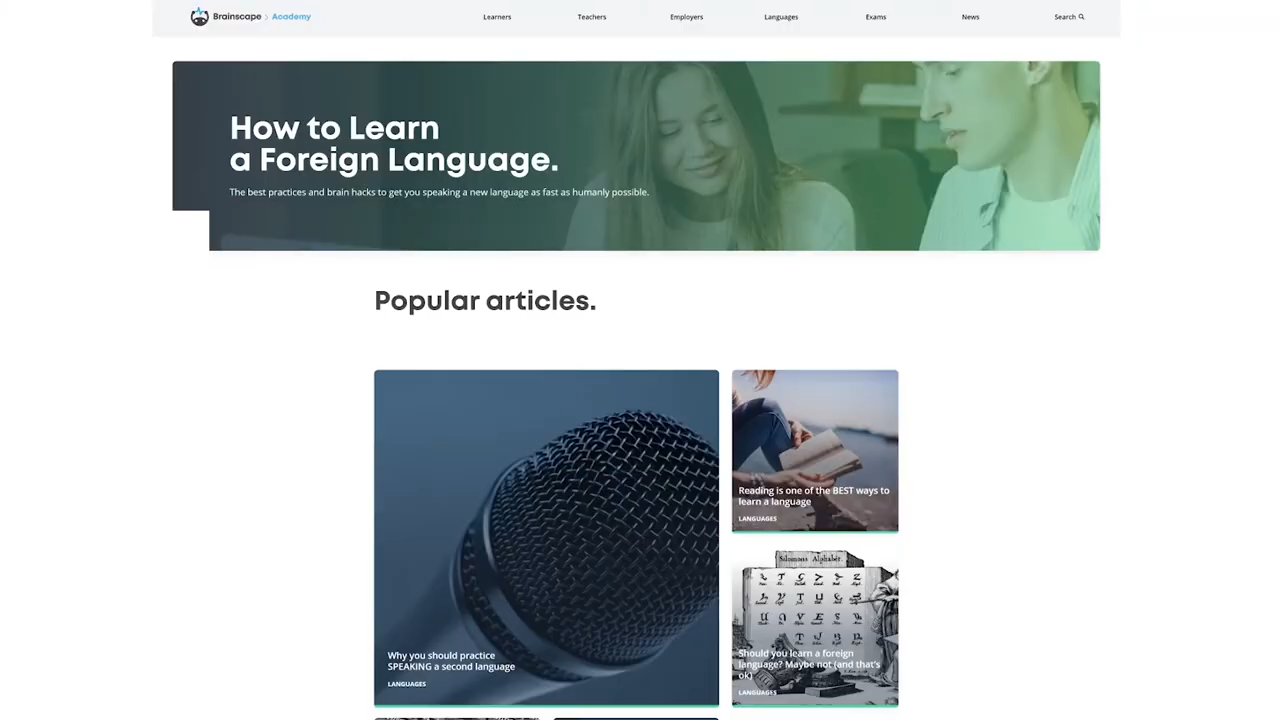 Brainscape > Academy
Learners
Teachers
Employers
Languages
Exams
News
Search
How to Learn
a Foreign Language.
The best practices and brain hacks to get you speaking a new language as fast as humanly possible.
Popular articles.
Why you should practice
SPEAKING a second language
LANGUAGES
Reading is one of the BEST ways to
learn a language
LANGUAGES
Salomons Alphabet.
Should you learn a foreign
language? Maybe not (and that's
ok)
LANGUAGES